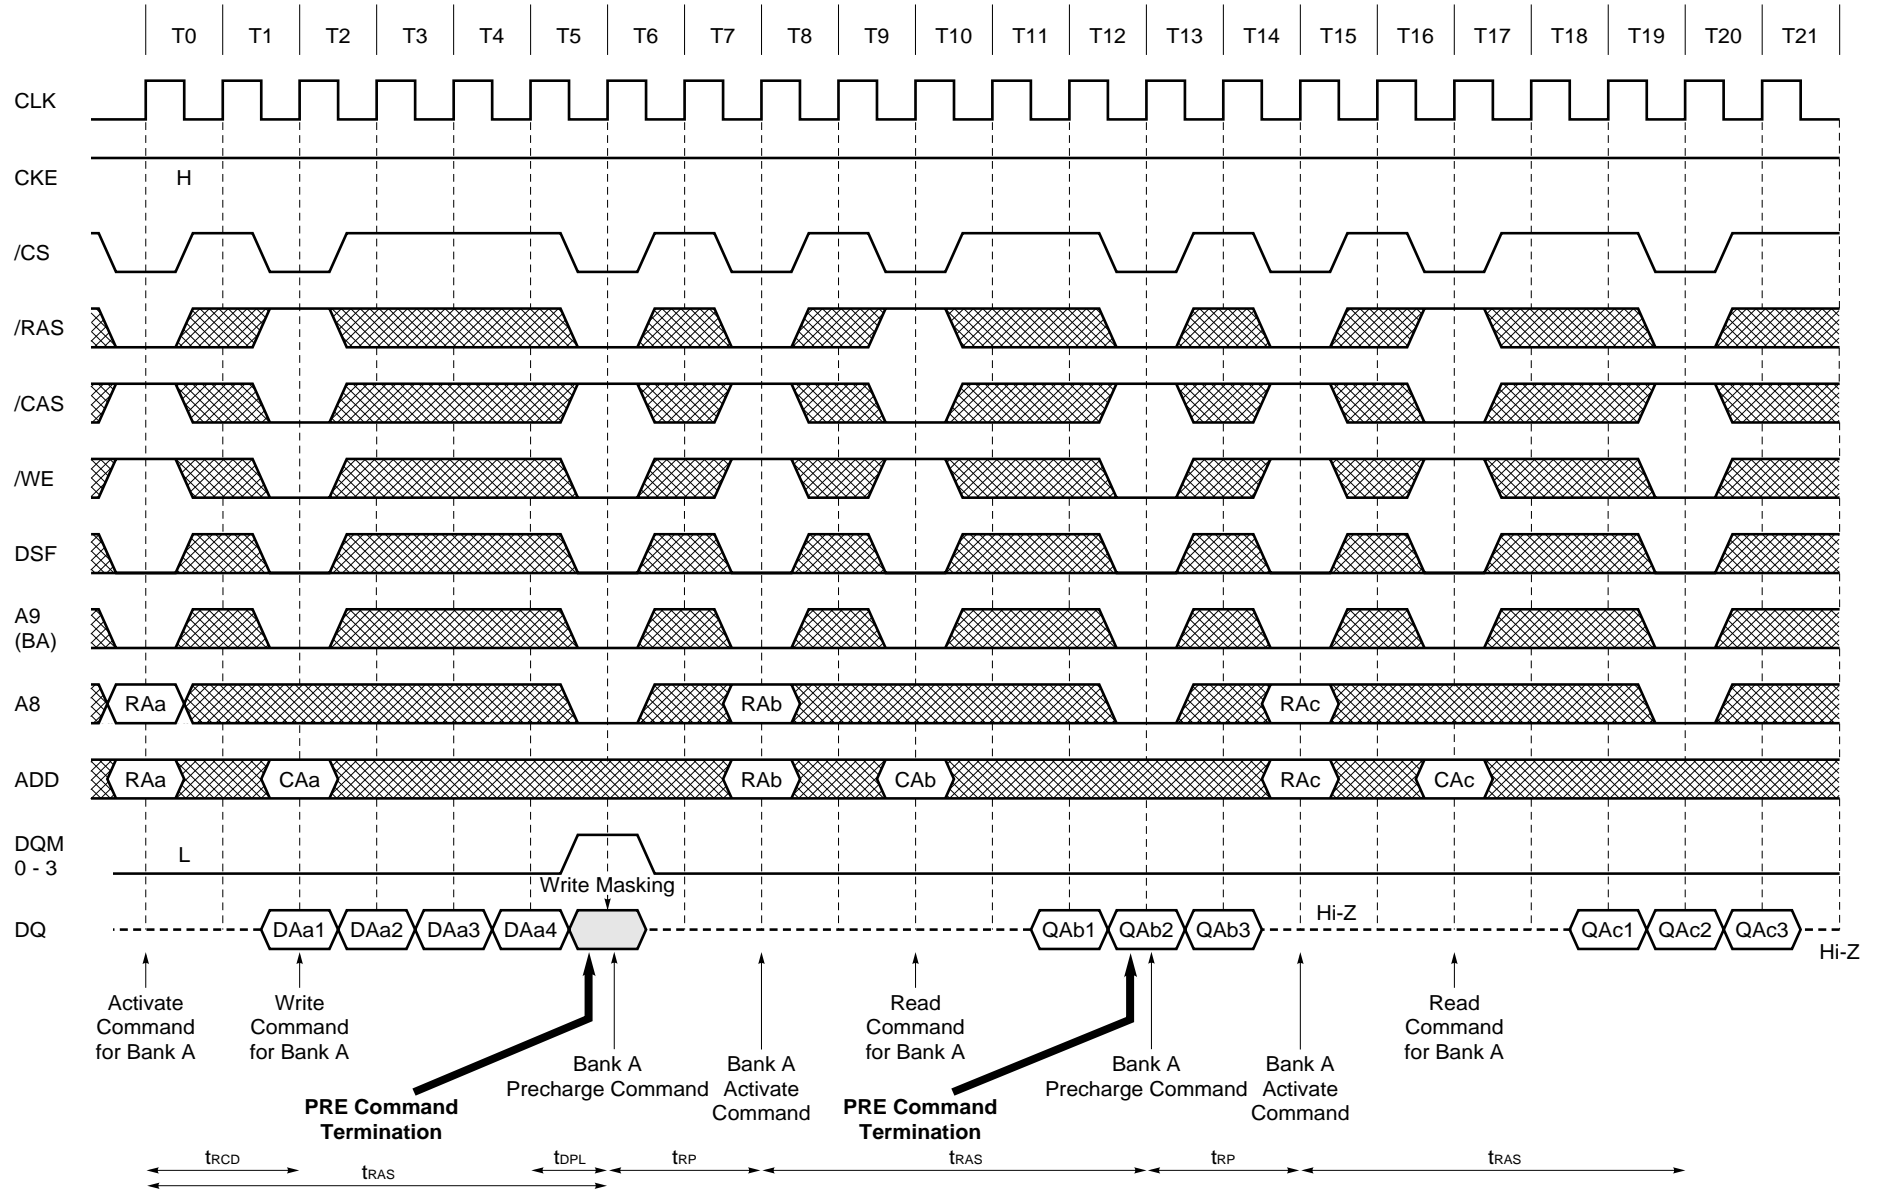 T0 T1 T2 T3 T4 T5 T6 T7 T8 T9 T10 T11 T12 T13 T14 T15 T16 T17 T18 T19 T20 T21
CLK
CKE H
/CS
/RAS
/CAS
/WE
DSF
A9
(BA)
A8 RAa RAb RAc
ADD RAa CAa RAb CAb RAc CAc
DQM
0 - 3
L
Write Masking
DQ DAa1 DAa2 DAa3 DAa4 QAb1 QAb2 QAb3 Hi-Z QAc1 QAc2 QAc3 Hi-Z
Activate
Command
for Bank A
Write
Command
for Bank A
PRE Command
Termination
Bank A
Precharge Command
Bank A
Activate
Command
Read
Command
for Bank A
PRE Command
Termination
Bank A
Precharge Command
Bank A
Activate
Command
Read
Command
for Bank A
tRCD tDPL tRP tRAS tRP tRAS
tRAS